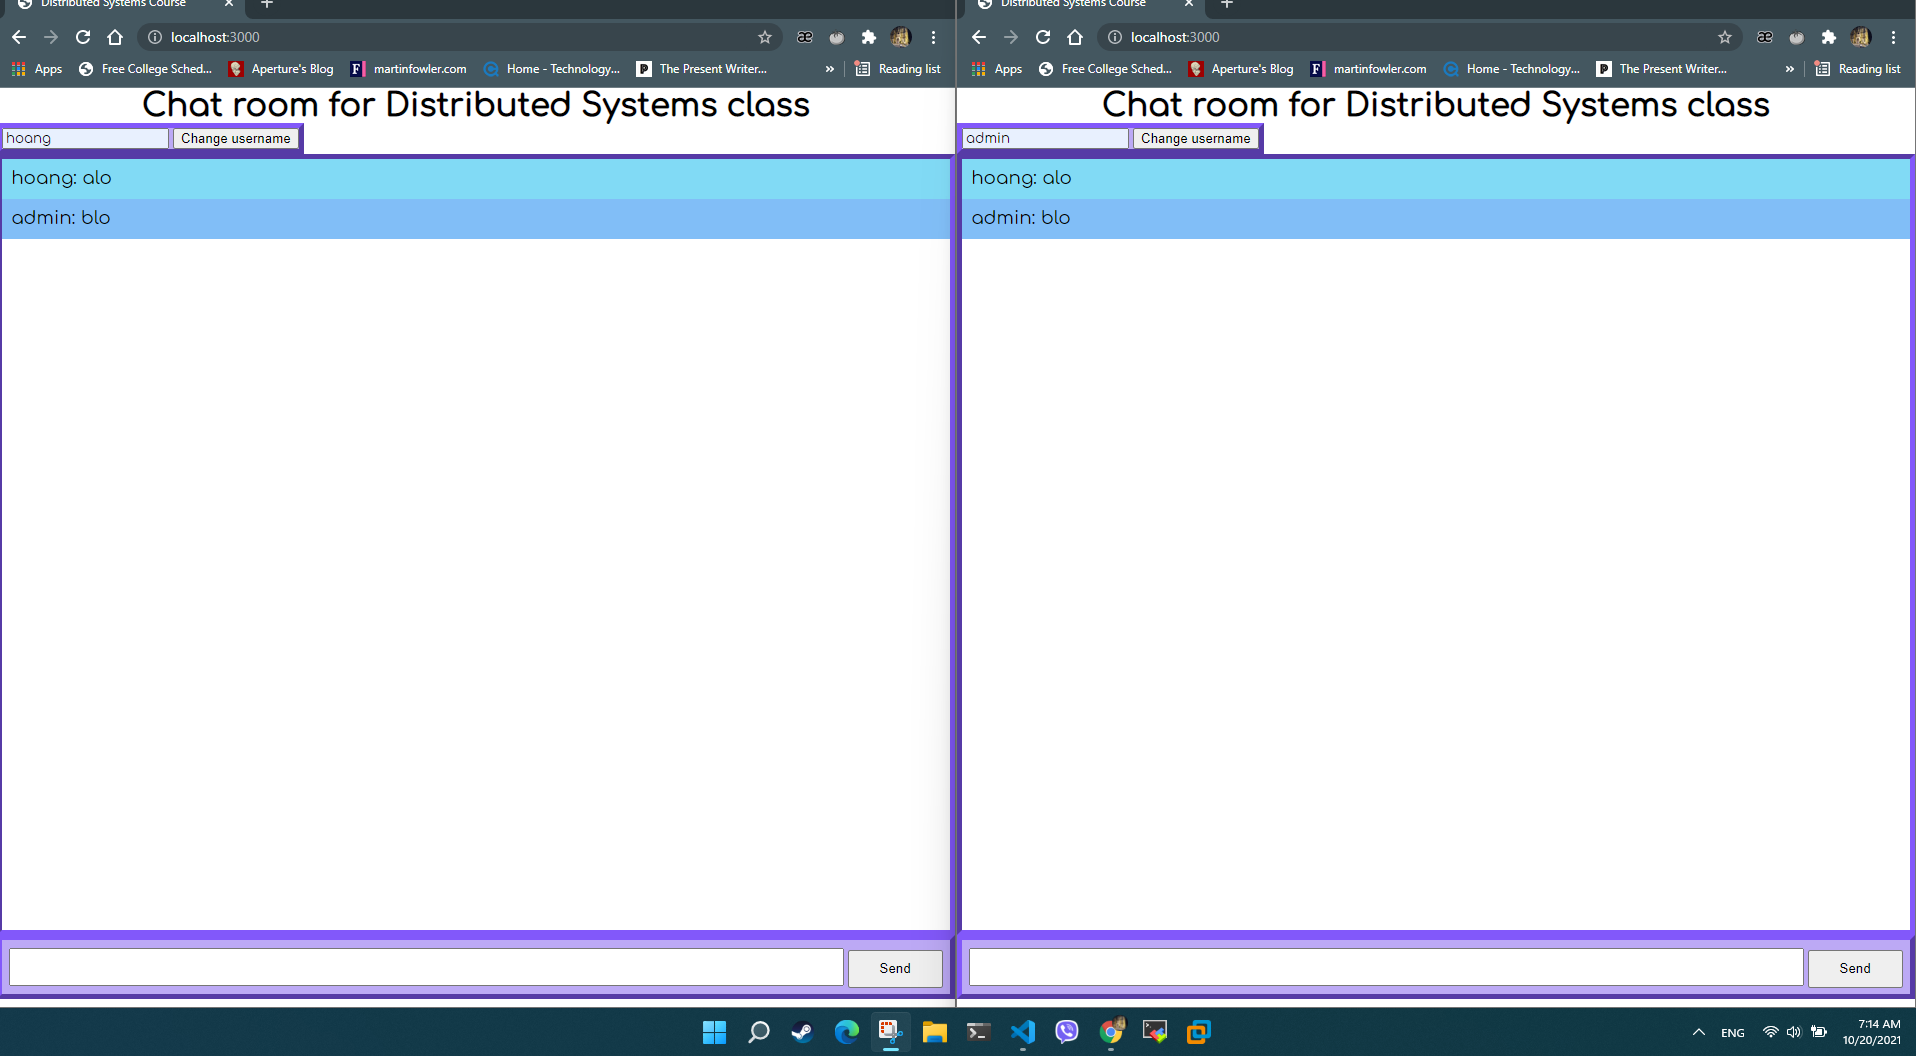 Distributed Systems Course
localhost:3000
Apps Free College Sched... Aperture's Blog martinfowler.com Home - Technology... The Present Writer... » Reading list
Chat room for Distributed Systems class
hoang Change username
hoang: alo
admin: blo
Send
Distributed Systems Course
localhost:3000
Apps Free College Sched... Aperture's Blog martinfowler.com Home - Technology... The Present Writer... » Reading list
Chat room for Distributed Systems class
admin Change username
hoang: alo
admin: blo
Send
ENG
7:14 AM
10/20/2021